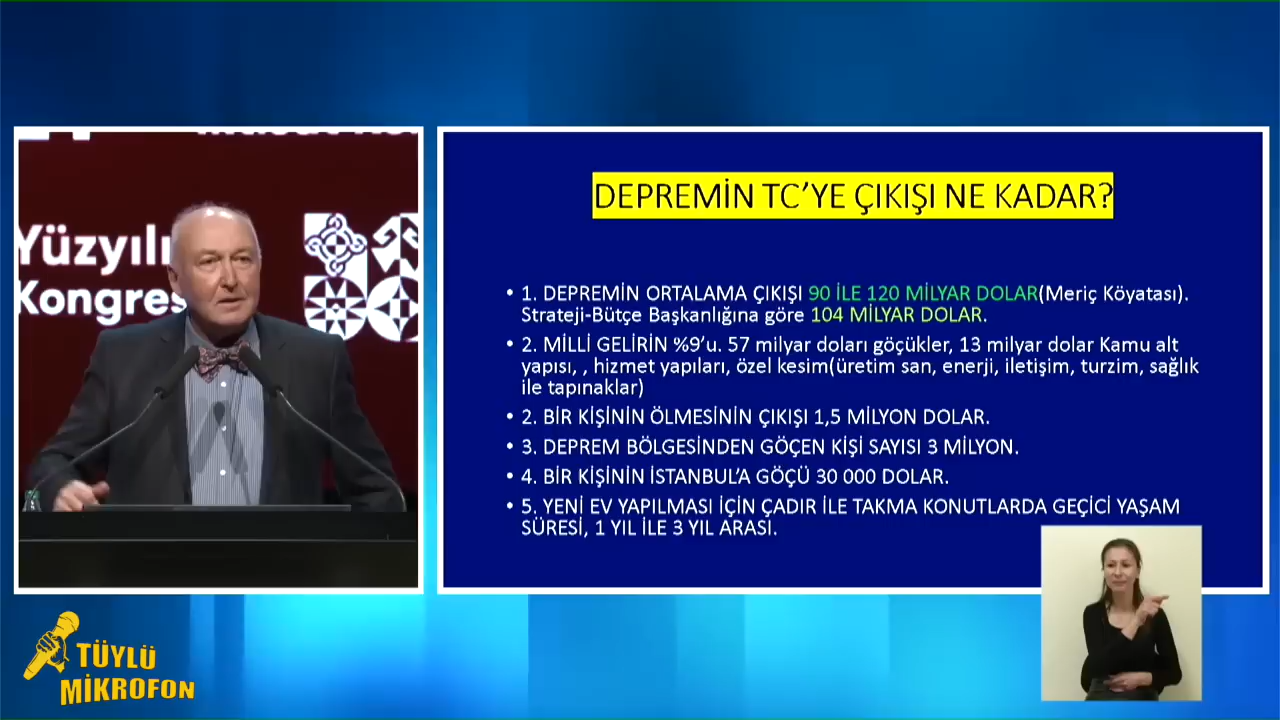 Yüzyılı
Kongres
DEPREMİN TC’YE ÇIKIŞI NE KADAR?
• 1. DEPREMİN ORTALAMA ÇIKIŞI 90 İLE 120 MİLYAR DOLAR(Meriç Köyatası).
Strateji-Bütçe Başkanlığına göre 104 MİLYAR DOLAR.
• 2. MİLLİ GELİRİN %9’u. 57 milyar doları göçükler, 13 milyar dolar Kamu alt
yapısı, , hizmet yapıları, özel kesim(üretim san, enerji, iletişim, turzim, sağlık
ile tapınaklar)
• 2. BİR KİŞİNİN ÖLMESİNİN ÇIKIŞI 1,5 MİLYON DOLAR.
• 3. DEPREM BÖLGESİNDEN GÖÇEN KİŞİ SAYISI 3 MİLYON.
• 4. BİR KİŞİNİN İSTANBUL’A GÖÇÜ 30 000 DOLAR.
• 5. YENİ EV YAPILMASI İÇİN ÇADIR İLE TAKMA KONUTLARDA GEÇİCİ YAŞAM
SÜRESİ, 1 YIL İLE 3 YIL ARASI.
TÜYLÜ
MİKROFON